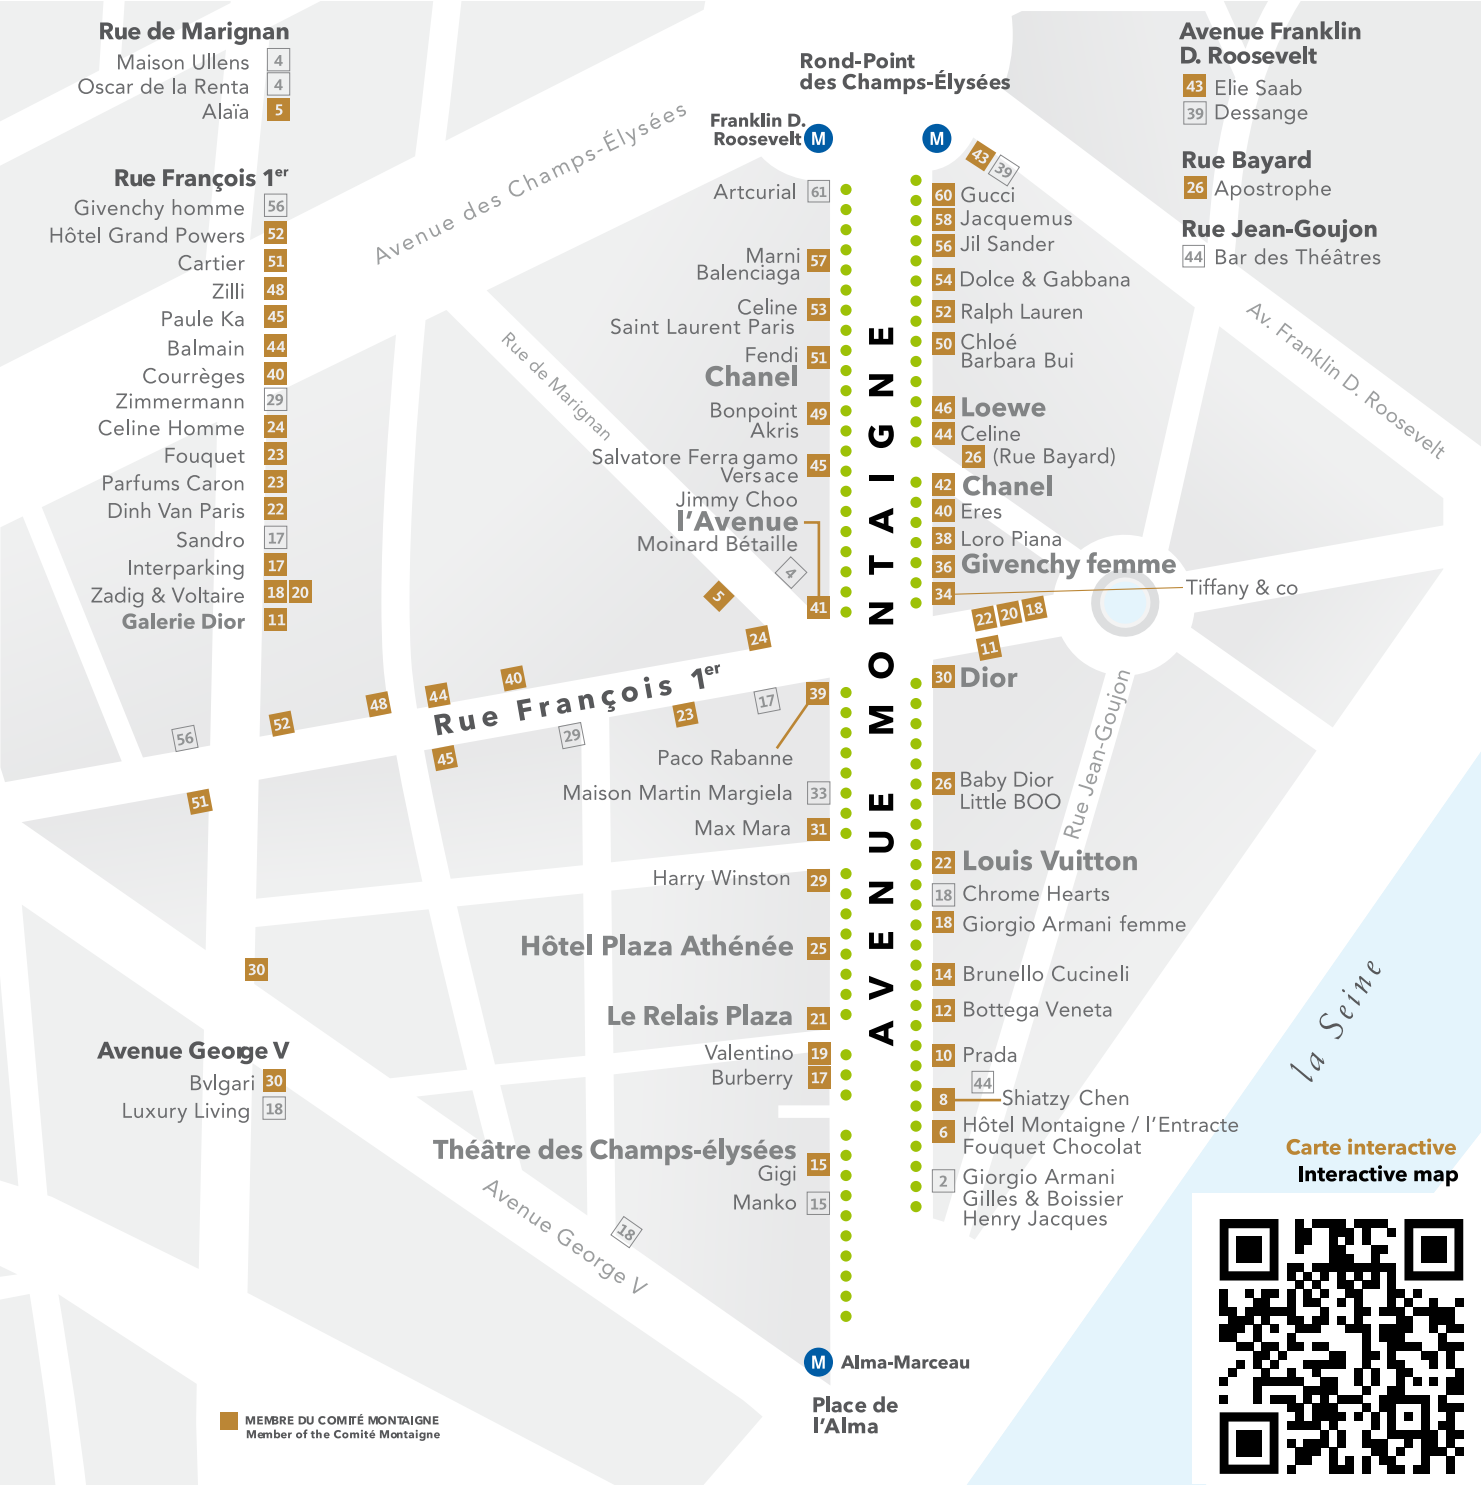 Rue de Marignan
Maison Ullens 4
Oscar de la Renta 4
Alaïa 5
Rue François 1er
Givenchy homme 56
Hôtel Grand Powers 52
Cartier 51
Zilli 48
Paule Ka 45
Balmain 44
Courrèges 40
Zimmermann 29
Celine Homme 24
Fouquet 23
Parfums Caron 23
Dinh Van Paris 22
Sandro 17
Interparking 17
Zadig & Voltaire 18 20
Galerie Dior 11
Avenue George V
Bvlgari 30
Luxury Living 18
Rond-Point
des Champs-Élysées
Franklin D.
Roosevelt M
M
43 39
Avenue des Champs-Élysées
Rue de Marignan
Artcurial 61
Marni 57
Balenciaga
Celine 53
Saint Laurent Paris
Fendi 51
Chanel
Bonpoint 49
Akris
Salvatore Ferragamo 45
Versace
Jimmy Choo
l'Avenue
Moinard Bétaille
4
41
5
24
40
44
48
52
56
Rue François 1er
17
23
29
45
51
30
39
Paco Rabanne
Maison Martin Margiela 33
Max Mara 31
Harry Winston 29
Hôtel Plaza Athénée 25
Le Relais Plaza 21
Valentino 19
Burberry 17
Théâtre des Champs-élysées
Gigi 15
Manko 15
Avenue George V
18
AVENUE MONTAIGNE
60 Gucci
58 Jacquemus
56 Jil Sander
54 Dolce & Gabbana
52 Ralph Lauren
50 Chloé
Barbara Bui
46 Loewe
44 Celine
26 (Rue Bayard)
42 Chanel
40 Eres
38 Loro Piana
36 Givenchy femme
34 Tiffany & co
22 20 18
11
30 Dior
26 Baby Dior
Little BOO
22 Louis Vuitton
18 Chrome Hearts
18 Giorgio Armani femme
14 Brunello Cucineli
12 Bottega Veneta
10 Prada
44
8 Shiatzy Chen
6 Hôtel Montaigne / l'Entracte
Fouquet Chocolat
2 Giorgio Armani
Gilles & Boissier
Henry Jacques
Avenue Franklin
D. Roosevelt
43 Elie Saab
39 Dessange
Rue Bayard
26 Apostrophe
Rue Jean-Goujon
44 Bar des Théâtres
Av. Franklin D. Roosevelt
Rue Jean-Goujon
la Seine
M Alma-Marceau
Place de
l'Alma
Carte interactive
Interactive map
MEMBRE DU COMITÉ MONTAIGNE
Member of the Comité Montaigne